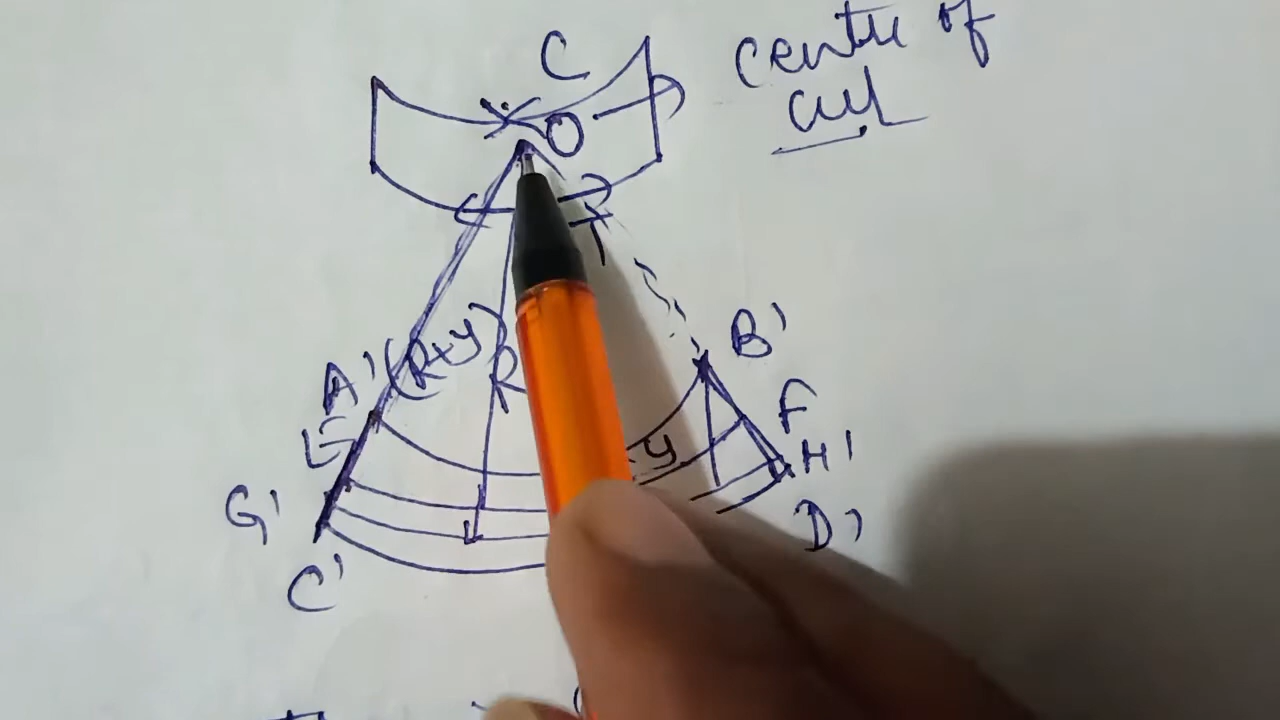 C centre of
O cul
A' (R+y) R B'
E F
y H'
G' D'
C'